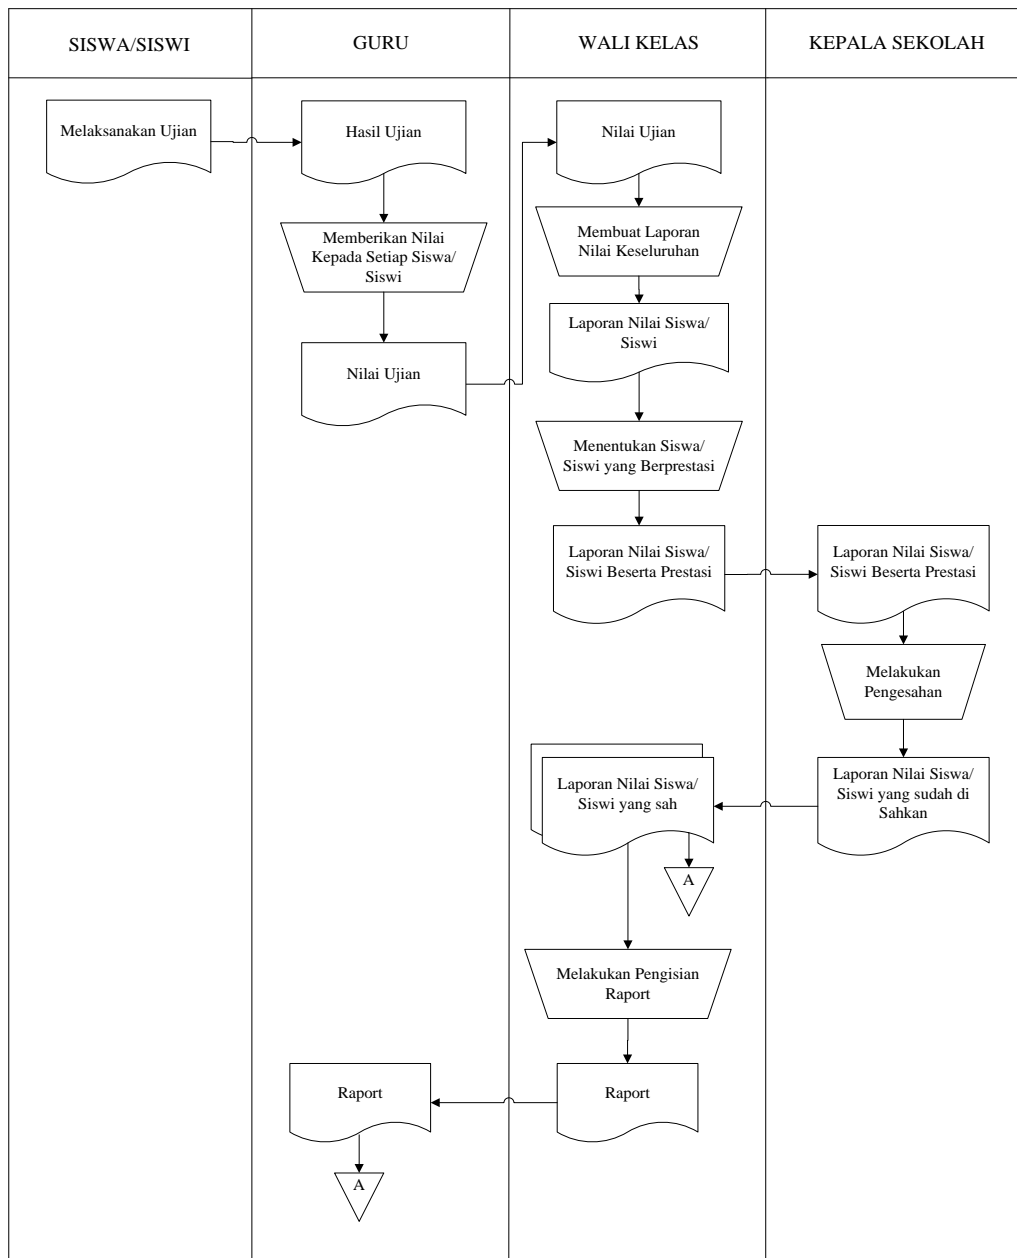 SISWA/SISWI
GURU
WALI KELAS
KEPALA SEKOLAH
Melaksanakan Ujian
Hasil Ujian
Memberikan Nilai
Kepada Setiap Siswa/
Siswi
Nilai Ujian
Nilai Ujian
Membuat Laporan
Nilai Keseluruhan
Laporan Nilai Siswa/
Siswi
Menentukan Siswa/
Siswi yang Berprestasi
Laporan Nilai Siswa/
Siswi Beserta Prestasi
Laporan Nilai Siswa/
Siswi Beserta Prestasi
Melakukan
Pengesahan
Laporan Nilai Siswa/
Siswi yang sudah di
Sahkan
Laporan Nilai Siswa/
Siswi yang sah
A
Melakukan Pengisian
Raport
Raport
Raport
A